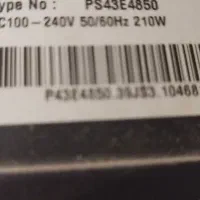 ype No : PS43E4850
C100-240V 50/60Hz 210W
P43E4850.39JS3.10468